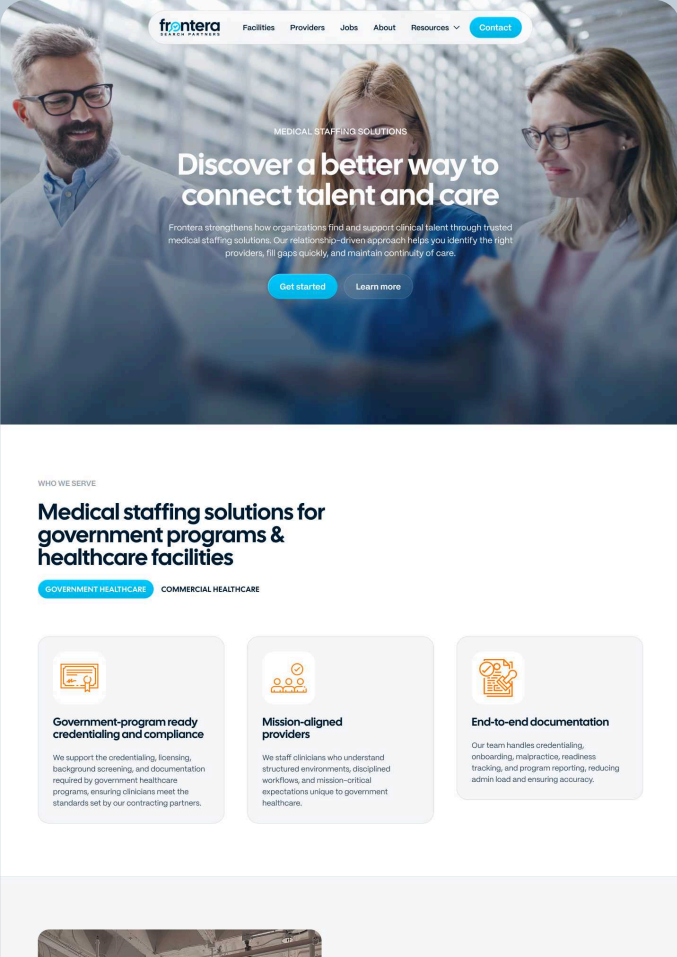 frontera
SEARCH PARTNERS
Facilities
Providers
Jobs
About
Resources
Contact
MEDICAL STAFFING SOLUTIONS
Discover a better way to
connect talent and care
Frontera strengthens how organizations find and support clinical talent through trusted
medical staffing solutions. Our relationship-driven approach helps you identify the right
providers, fill gaps quickly, and maintain continuity of care.
Get started
Learn more
WHO WE SERVE
Medical staffing solutions for
government programs &
healthcare facilities
GOVERNMENT HEALTHCARE
COMMERCIAL HEALTHCARE
Government-program ready
credentialing and compliance
We support the credentialing, licensing,
background screening, and documentation
required by government healthcare
programs, ensuring clinicians meet the
standards set by our contracting partners.
Mission-aligned
providers
We staff clinicians who understand
structured environments, disciplined
workflows, and mission-critical
expectations unique to government
healthcare.
End-to-end documentation
Our team handles credentialing,
onboarding, malpractice, readiness
tracking, and program reporting, reducing
admin load and ensuring accuracy.